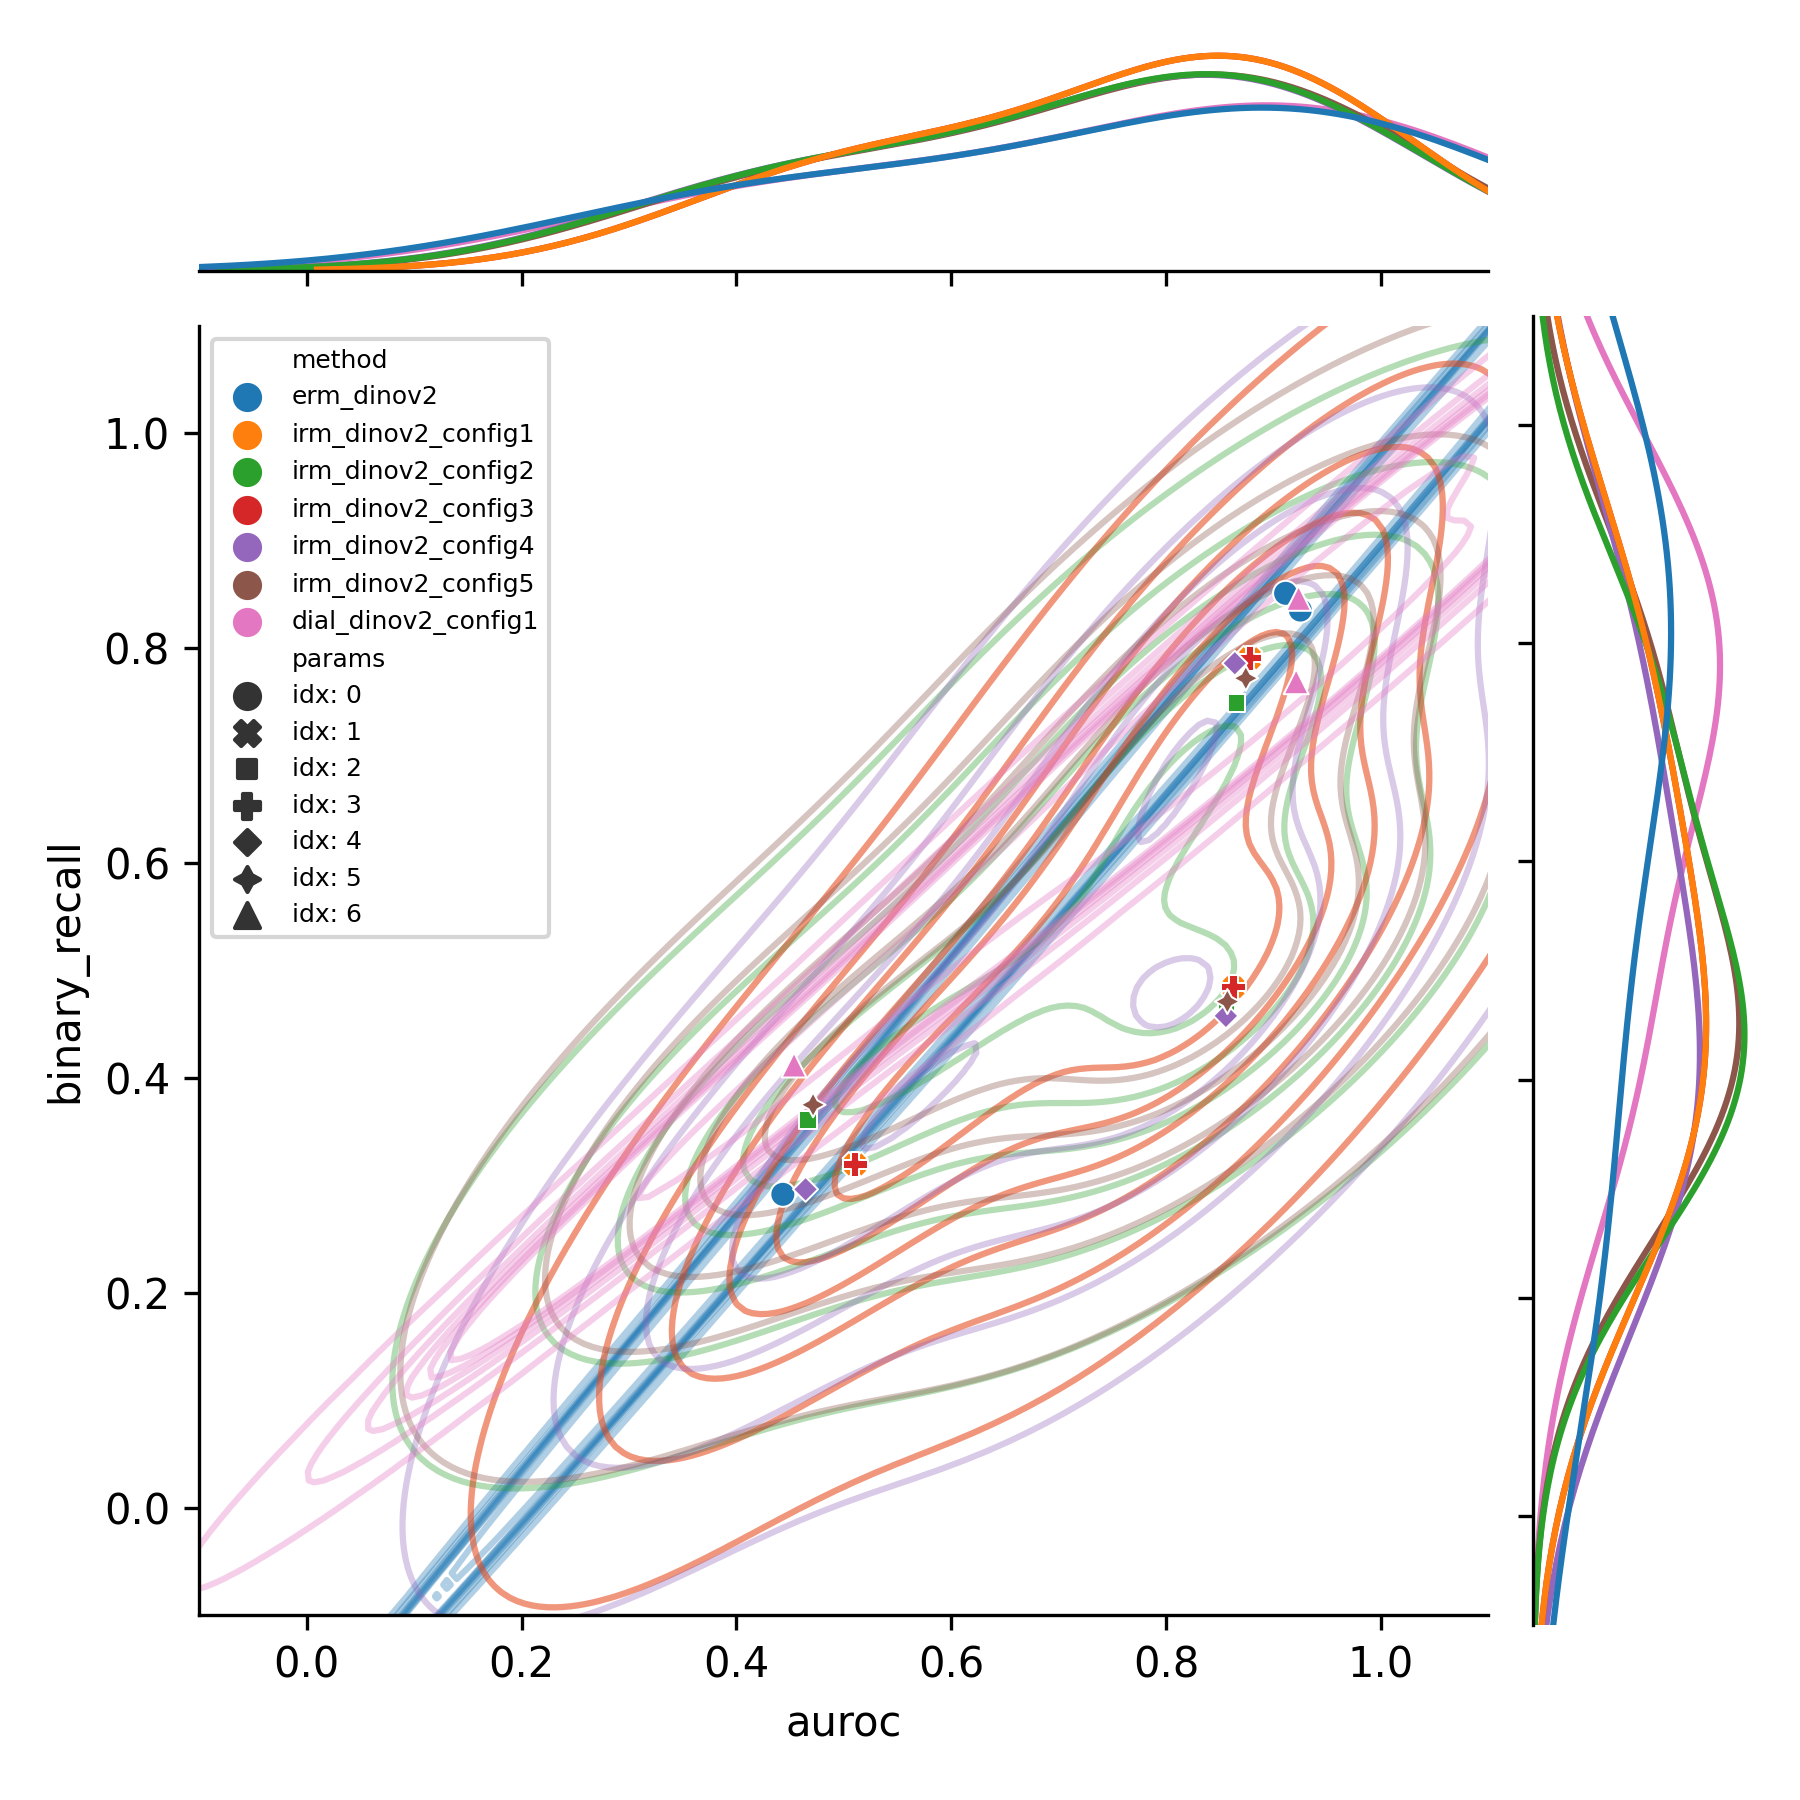 method
erm_dinov2
irm_dinov2_config1
irm_dinov2_config2
irm_dinov2_config3
irm_dinov2_config4
irm_dinov2_config5
dial_dinov2_config1
params
idx: 0
idx: 1
idx: 2
idx: 3
idx: 4
idx: 5
idx: 6
binary_recall
1.0
0.8
0.6
0.4
0.2
0.0
0.0 0.2 0.4 0.6 0.8 1.0
auroc